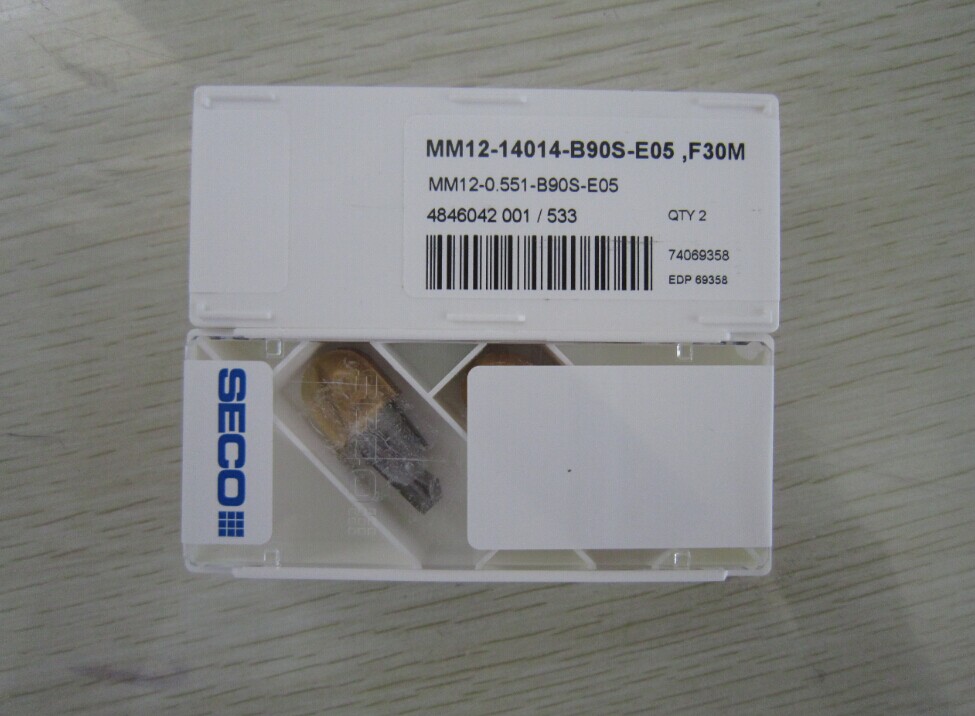 MM12-14014-B90S-E05 ,F30M
MM12-0.551-B90S-E05
4846042 001 / 533
QTY 2
74069358
EDP 69358
SECO